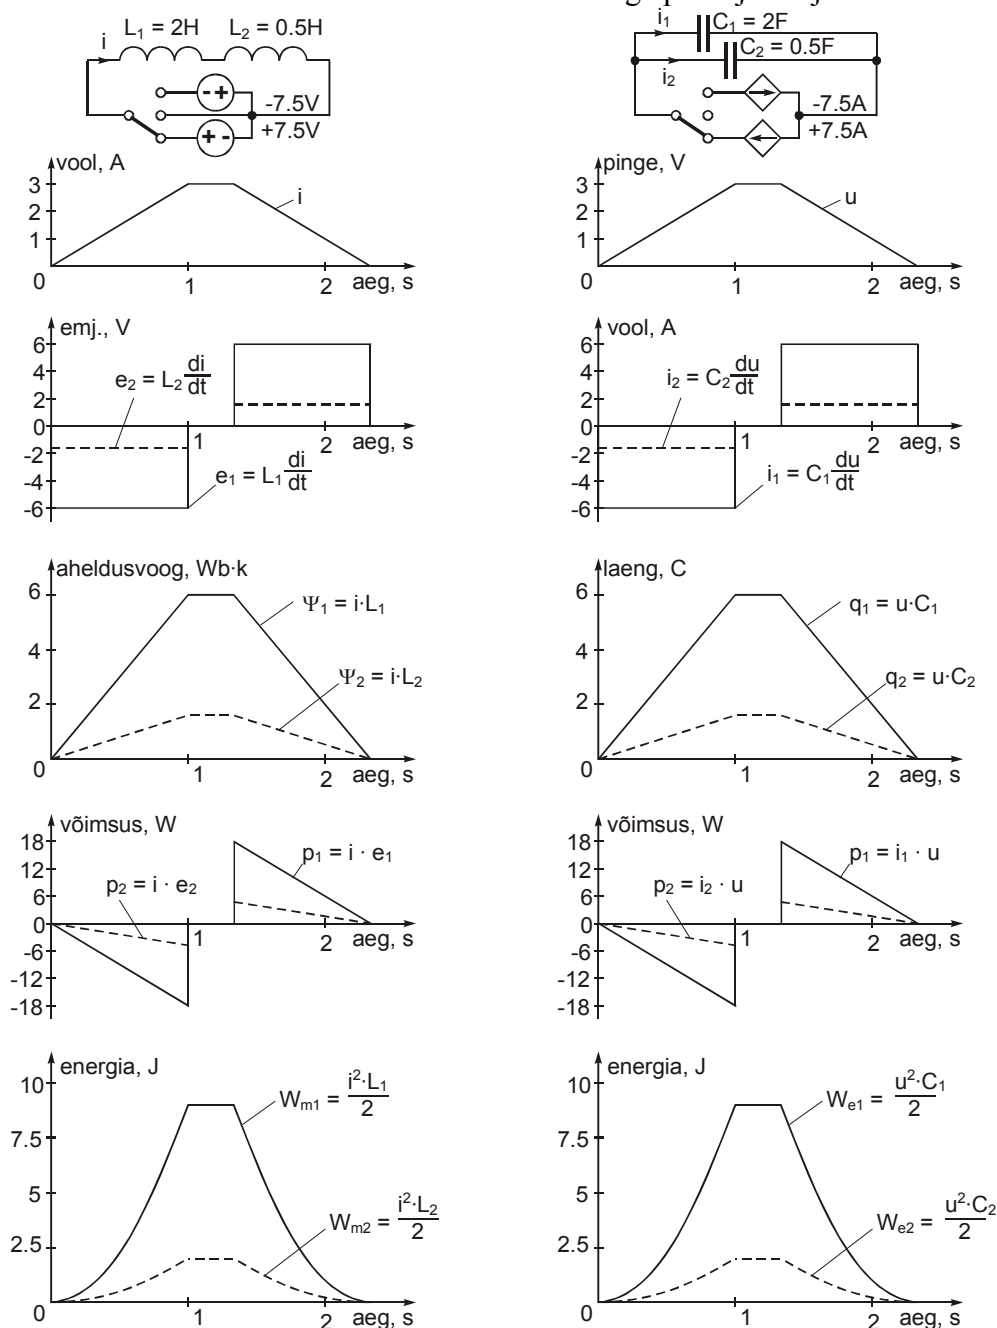 i L₁ = 2H L₂ = 0.5H
- +
-7.5V
+7.5V
+ -
vool, A
3
2
1
0
i
1 2 aeg, s
emj., V
6
4
2
0
-2
-4
-6
e₂ = L₂ di/dt
1 2 aeg, s
e₁ = L₁ di/dt
aheldusvoog, Wb·k
6
4
2
0
Ψ₁ = i·L₁
Ψ₂ = i·L₂
1 2 aeg, s
võimsus, W
18
12
6
0
-6
-12
-18
p₁ = i · e₁
p₂ = i · e₂
1 2 aeg, s
energia, J
10
7.5
5
2.5
0
Wm1 = i²·L₁/2
Wm2 = i²·L₂/2
1 2 aeg, s
i₁ C₁ = 2F
C₂ = 0.5F
i₂
-7.5A
+7.5A
pinge, V
3
2
1
0
u
1 2 aeg, s
vool, A
6
4
2
0
-2
-4
-6
i₂ = C₂ du/dt
1 2 aeg, s
i₁ = C₁ du/dt
laeng, C
6
4
2
0
q₁ = u·C₁
q₂ = u·C₂
1 2 aeg, s
võimsus, W
18
12
6
0
-6
-12
-18
p₁ = i₁ · u
p₂ = i₂ · u
1 2 aeg, s
energia, J
10
7.5
5
2.5
0
We1 = u²·C₁/2
We2 = u²·C₂/2
1 2 aeg, s